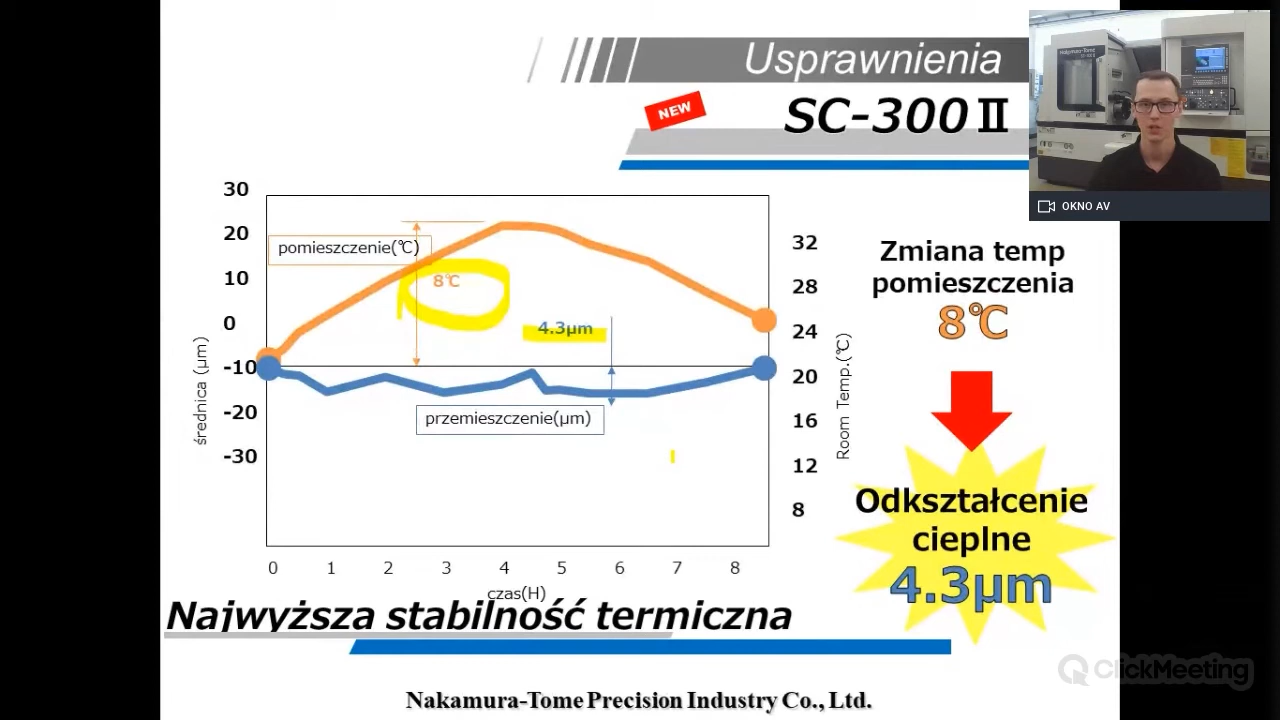 Usprawnienia
NEW
SC-300Ⅱ
OKNO AV
30
20
10
0
-10
-20
-30
średnica (μm)
pomieszczenie(℃)
8℃
4.3μm
przemieszczenie(μm)
32
28
24
20
16
12
8
Room Temp.(℃)
0 1 2 3 4 5 6 7 8
czas(H)
Zmiana temp
pomieszczenia
8℃
Odkształcenie
cieplne
4.3μm
Najwyższa stabilność termiczna
Nakamura-Tome Precision Industry Co., Ltd.
ClickMeeting